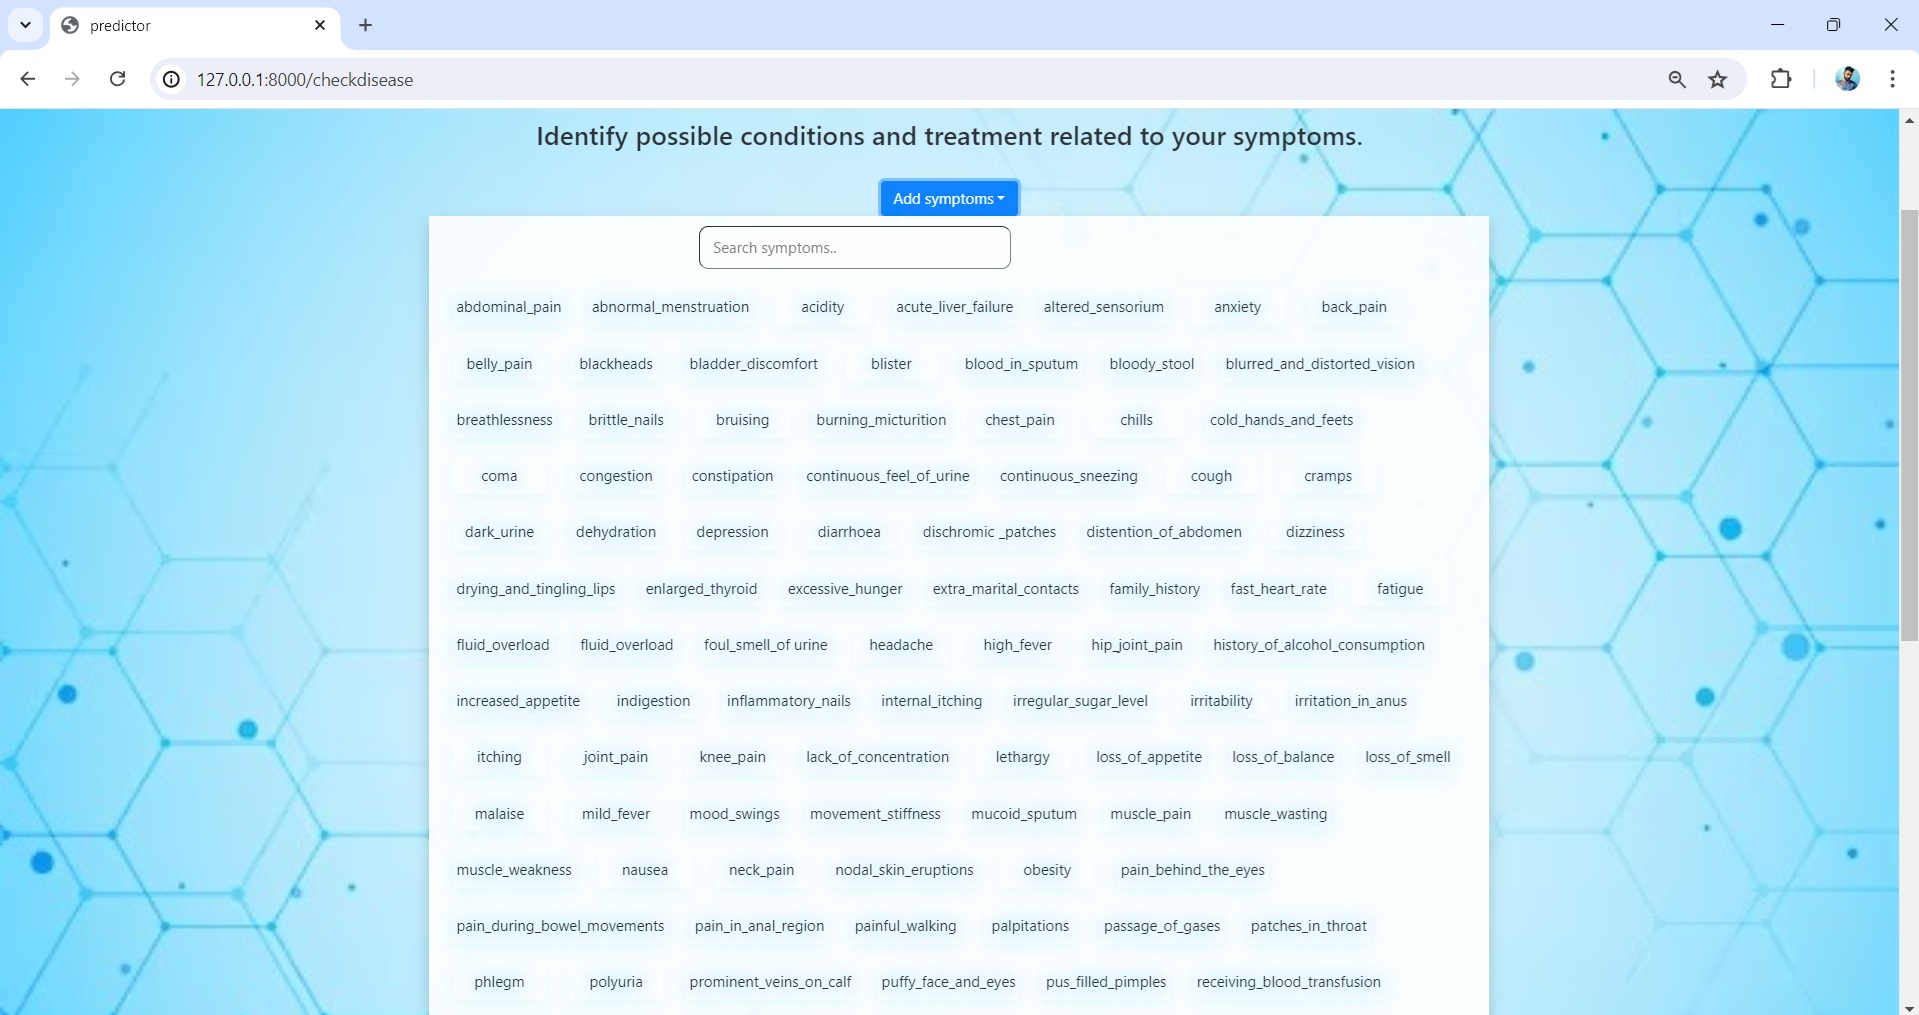 predictor
127.0.0.1:8000/checkdisease
Identify possible conditions and treatment related to your symptoms.
Add symptoms
Search symptoms..
abdominal_pain abnormal_menstruation acidity acute_liver_failure altered_sensorium anxiety back_pain
belly_pain blackheads bladder_discomfort blister blood_in_sputum bloody_stool blurred_and_distorted_vision
breathlessness brittle_nails bruising burning_micturition chest_pain chills cold_hands_and_feets
coma congestion constipation continuous_feel_of_urine continuous_sneezing cough cramps
dark_urine dehydration depression diarrhoea dischromic _patches distention_of_abdomen dizziness
drying_and_tingling_lips enlarged_thyroid excessive_hunger extra_marital_contacts family_history fast_heart_rate fatigue
fluid_overload fluid_overload foul_smell_of urine headache high_fever hip_joint_pain history_of_alcohol_consumption
increased_appetite indigestion inflammatory_nails internal_itching irregular_sugar_level irritability irritation_in_anus
itching joint_pain knee_pain lack_of_concentration lethargy loss_of_appetite loss_of_balance loss_of_smell
malaise mild_fever mood_swings movement_stiffness mucoid_sputum muscle_pain muscle_wasting
muscle_weakness nausea neck_pain nodal_skin_eruptions obesity pain_behind_the_eyes
pain_during_bowel_movements pain_in_anal_region painful_walking palpitations passage_of_gases patches_in_throat
phlegm polyuria prominent_veins_on_calf puffy_face_and_eyes pus_filled_pimples receiving_blood_transfusion